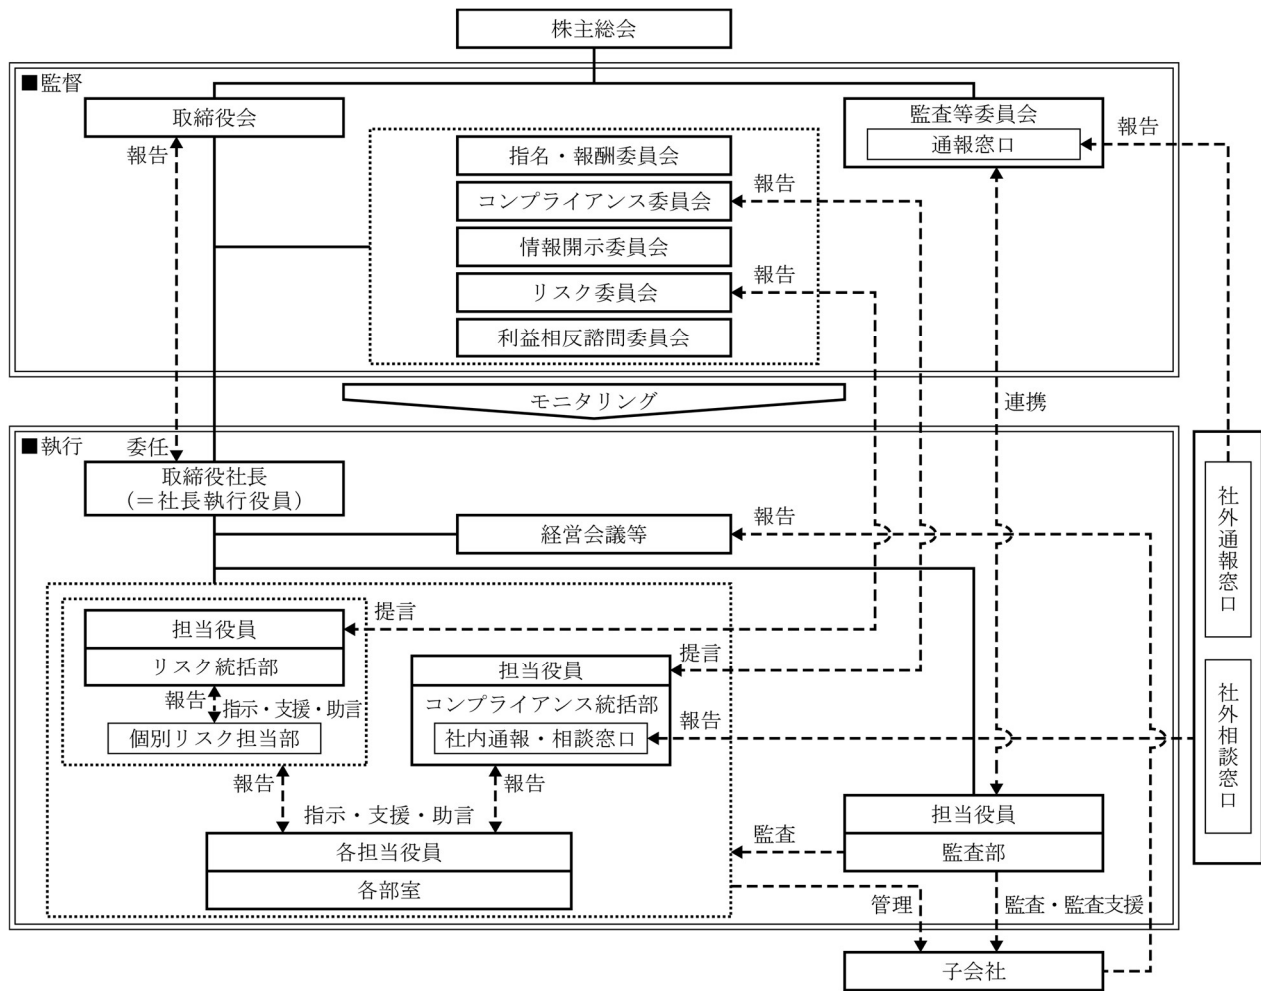 株主総会
■監督
取締役会
報告
指名・報酬委員会
コンプライアンス委員会
報告
情報開示委員会
リスク委員会
報告
利益相反諮問委員会
監査等委員会
通報窓口
報告
モニタリング
連携
■執行
委任
取締役社長
(＝社長執行役員)
経営会議等
報告
社外通報窓口
社外相談窓口
担当役員
リスク統括部
提言
報告
指示・支援・助言
個別リスク担当部
担当役員
コンプライアンス統括部
社内通報・相談窓口
提言
報告
報告
指示・支援・助言
報告
各担当役員
各部室
担当役員
監査部
監査
管理
監査・監査支援
子会社